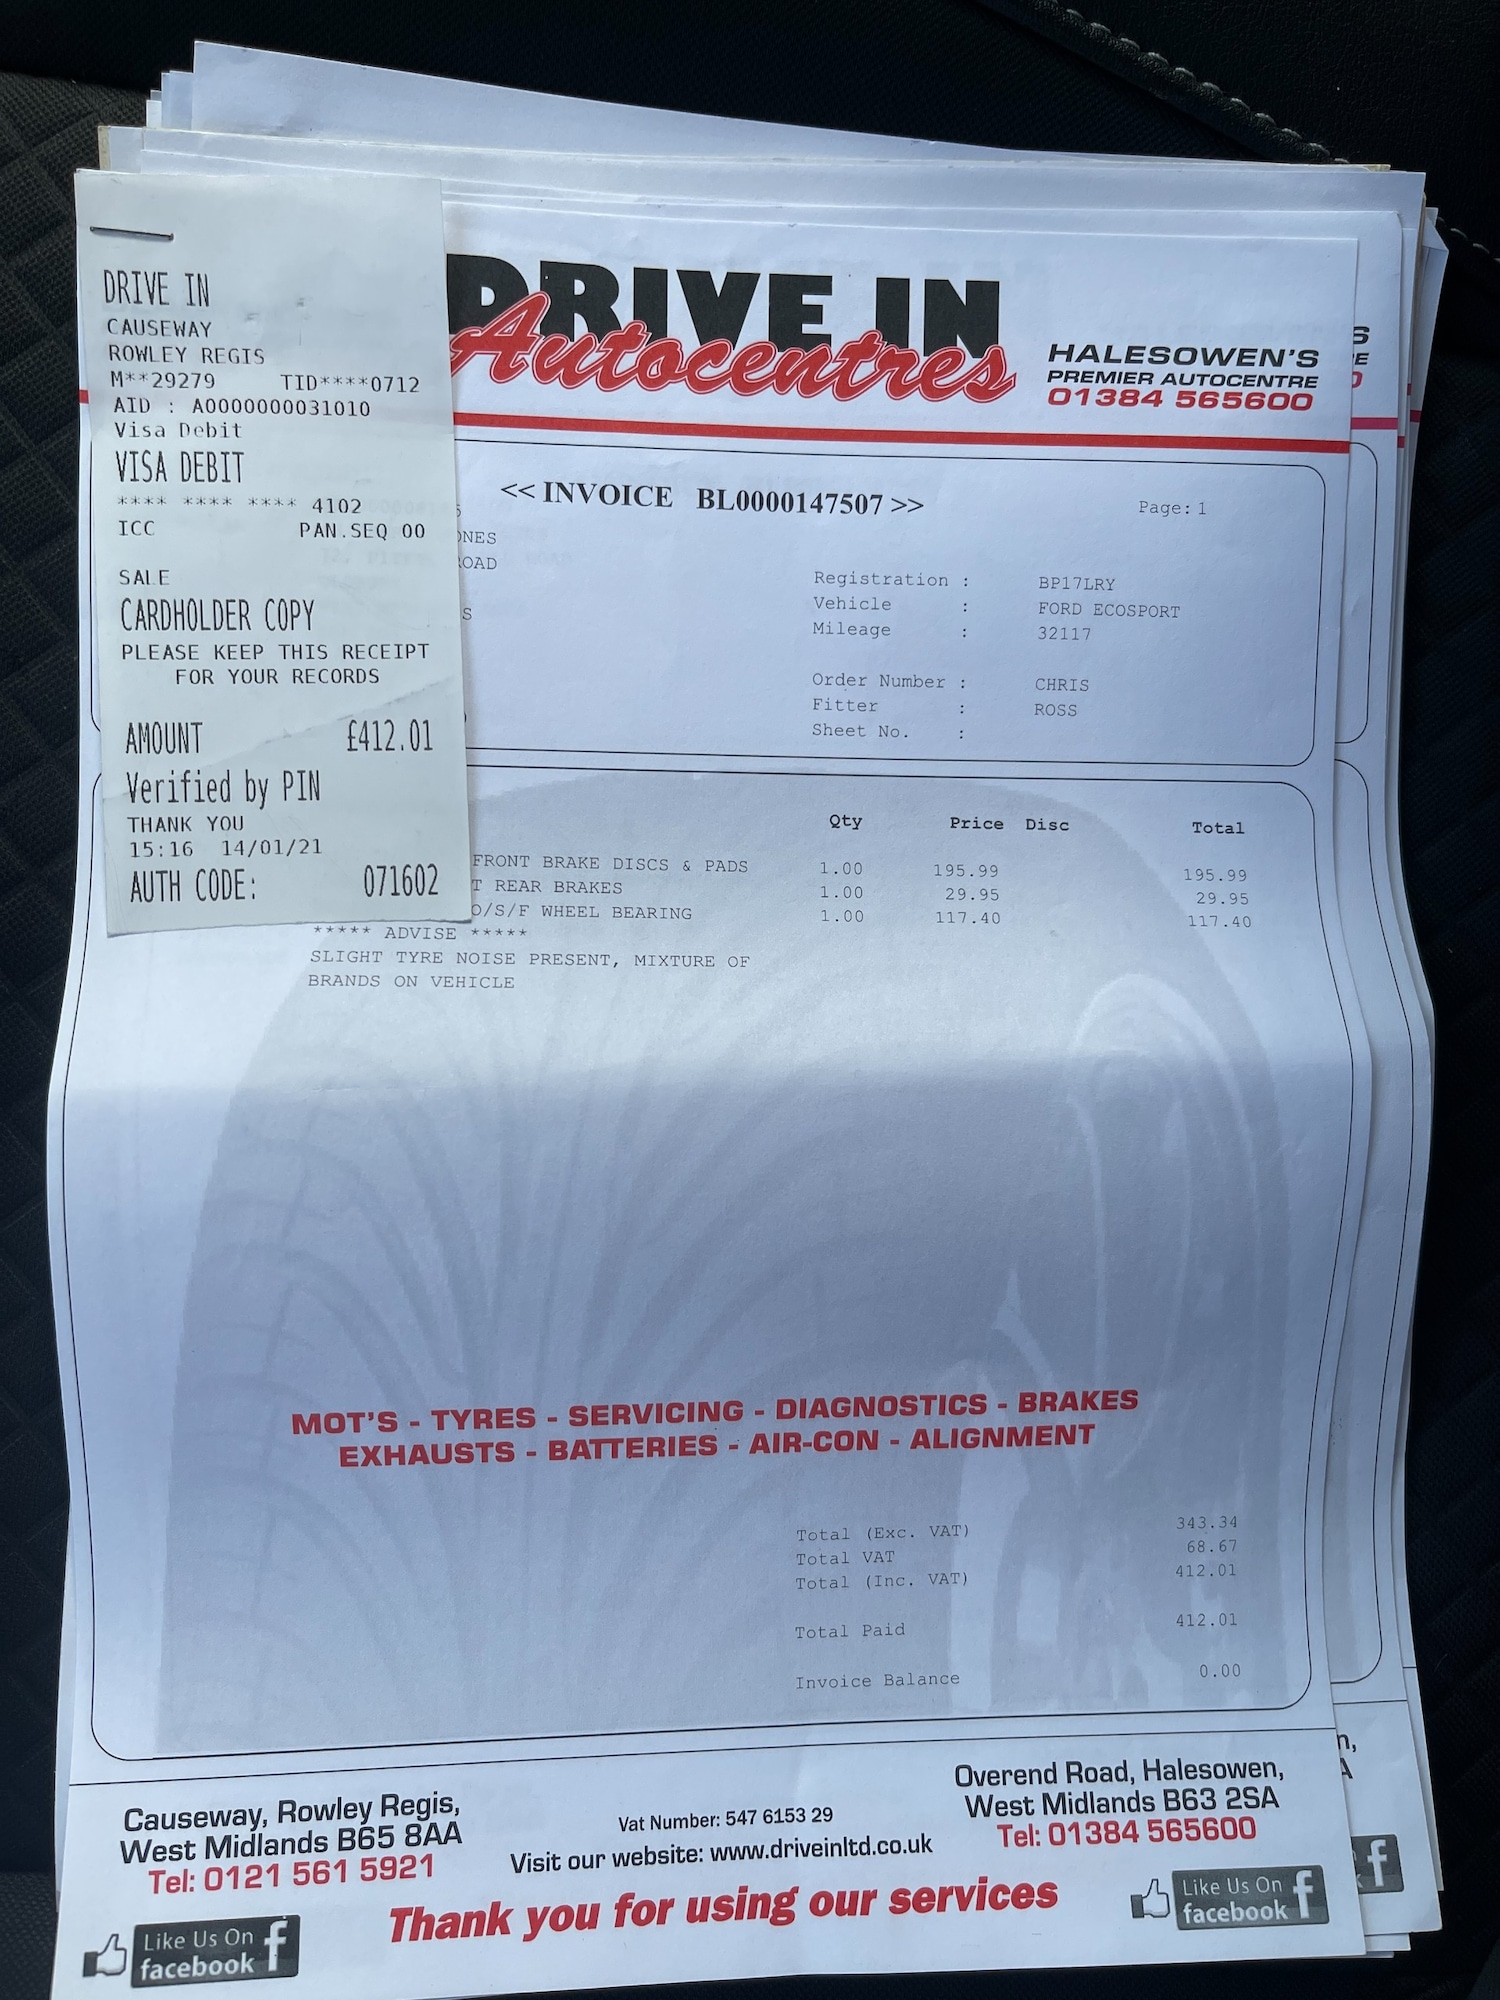 DRIVE IN
CAUSEWAY
ROWLEY REGIS
M**29279 TID****0712
AID : A0000000031010
Visa Debit
VISA DEBIT
**** **** **** 4102
ICC PAN.SEQ 00
SALE
CARDHOLDER COPY
PLEASE KEEP THIS RECEIPT
FOR YOUR RECORDS
AMOUNT £412.01
Verified by PIN
THANK YOU
15:16 14/01/21
AUTH CODE: 071602
DRIVE IN
Autocentres
HALESOWEN'S
PREMIER AUTOCENTRE
01384 565600
<< INVOICE BL0000147507 >>
Page: 1
ONES
ROAD
S
Registration : BP17LRY
Vehicle : FORD ECOSPORT
Mileage : 32117
Order Number : CHRIS
Fitter : ROSS
Sheet No. :
Qty Price Disc Total
FRONT BRAKE DISCS & PADS 1.00 195.99 195.99
T REAR BRAKES 1.00 29.95 29.95
O/S/F WHEEL BEARING 1.00 117.40 117.40
***** ADVISE *****
SLIGHT TYRE NOISE PRESENT, MIXTURE OF
BRANDS ON VEHICLE
MOT'S - TYRES - SERVICING - DIAGNOSTICS - BRAKES
EXHAUSTS - BATTERIES - AIR-CON - ALIGNMENT
Total (Exc. VAT) 343.34
Total VAT 68.67
Total (Inc. VAT) 412.01
Total Paid 412.01
Invoice Balance 0.00
Causeway, Rowley Regis,
West Midlands B65 8AA
Tel: 0121 561 5921
Vat Number: 547 6153 29
Visit our website: www.driveinltd.co.uk
Overend Road, Halesowen,
West Midlands B63 2SA
Tel: 01384 565600
Thank you for using our services
Like Us On
facebook
Like Us On
facebook